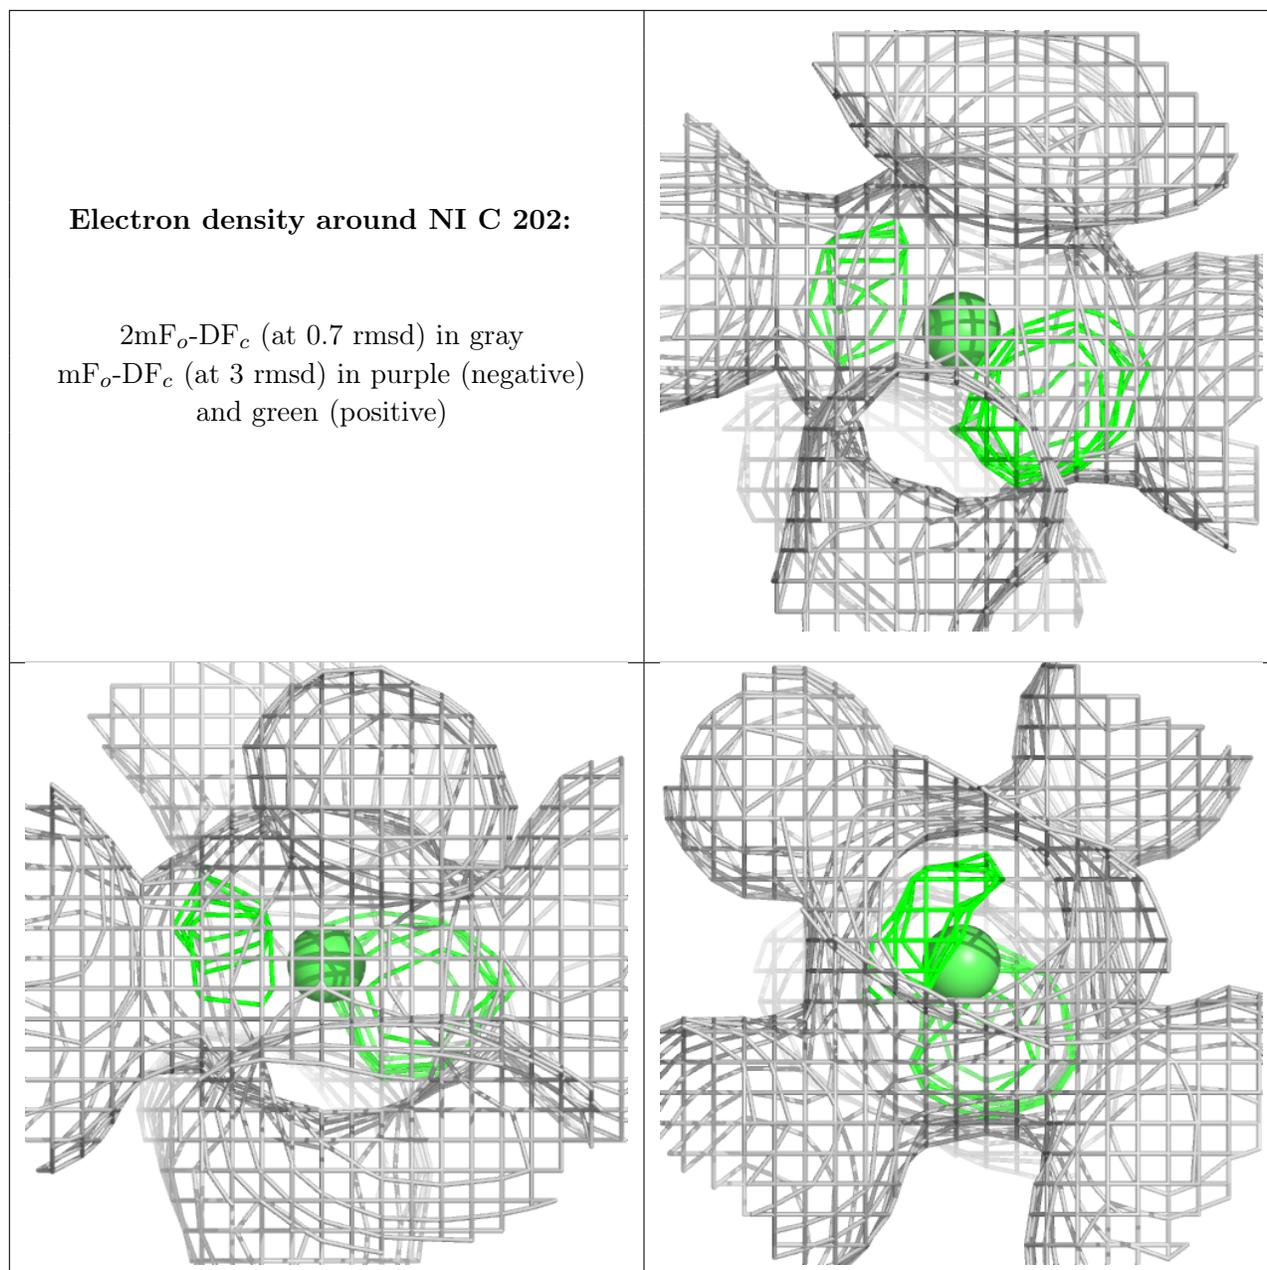 Electron density around NI C 202:
2mFo-DFc (at 0.7 rmsd) in gray
mFo-DFc (at 3 rmsd) in purple (negative)
and green (positive)